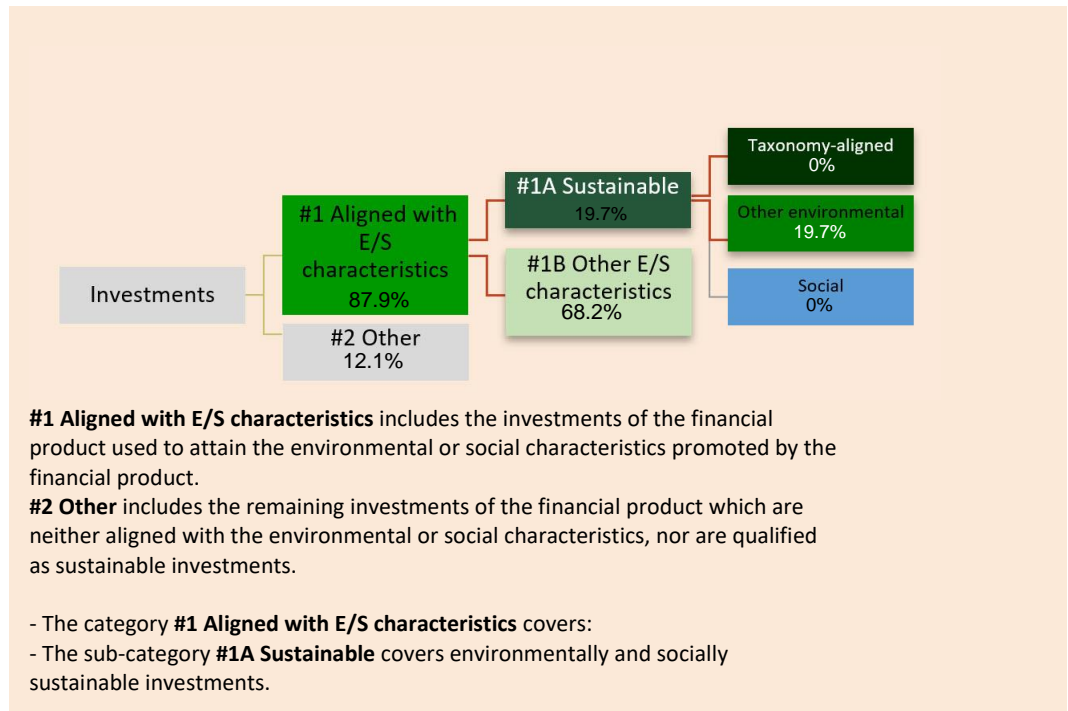 Investments
#1 Aligned with
E/S
characteristics
87.9%
#2 Other
12.1%
#1A Sustainable
19.7%
#1B Other E/S
characteristics
68.2%
Taxonomy-aligned
0%
Other environmental
19.7%
Social
0%
#1 Aligned with E/S characteristics includes the investments of the financial
product used to attain the environmental or social characteristics promoted by the
financial product.
#2 Other includes the remaining investments of the financial product which are
neither aligned with the environmental or social characteristics, nor are qualified
as sustainable investments.
- The category #1 Aligned with E/S characteristics covers:
- The sub-category #1A Sustainable covers environmentally and socially
sustainable investments.